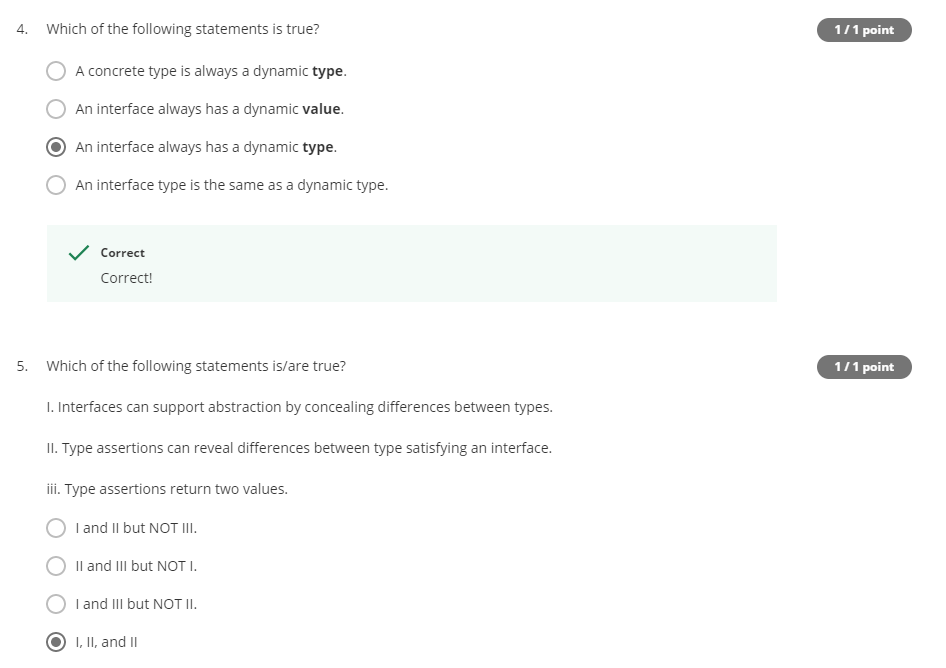 4. Which of the following statements is true?
1 / 1 point
A concrete type is always a dynamic type.
An interface always has a dynamic value.
An interface always has a dynamic type.
An interface type is the same as a dynamic type.
Correct
Correct!
5. Which of the following statements is/are true?
1 / 1 point
I. Interfaces can support abstraction by concealing differences between types.
II. Type assertions can reveal differences between type satisfying an interface.
iii. Type assertions return two values.
I and II but NOT III.
II and III but NOT I.
I and III but NOT II.
I, II, and II